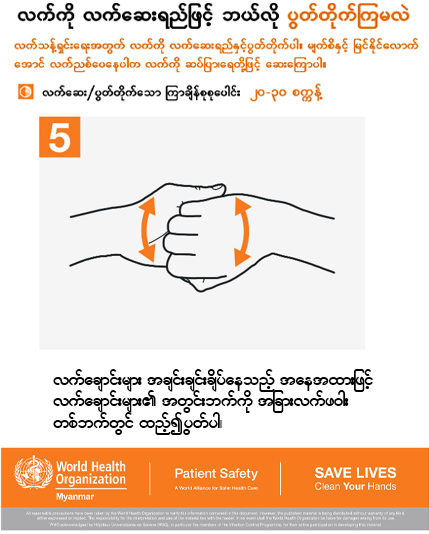 လက်ကို လက်ဆေးရည်ဖြင့် ဘယ်လို ပွတ်တိုက်ကြမလဲ
လက်သန့်ရှင်းရေးအတွက် လက်ကို လက်ဆေးရည်နှင့်ပွတ်တိုက်ပါ။ မျက်စိနှင့် မြင်နိုင်လောက်
အောင် လက်ညစ်ပေနေပါက လက်ကို ဆပ်ပြာရေတို့ဖြင့် ဆေးကြောပါ။
လက်ဆေး/ပွတ်တိုက်သော ကြာချိန်စုစုပေါင်း ၂၀-၃၀ စက္ကန့်
5
လက်ချောင်းများ အချင်းချင်းချိပ်နေသည့် အနေအထားဖြင့်
လက်ချောင်းများ၏ အတွင်းဘက်ကို အခြားလက်ဖဝါး
တစ်ဘက်တွင် ထည့်၍ပွတ်ပါ၊
World Health
Organization
Myanmar
Patient Safety
A World Alliance for Safer Health Care
SAVE LIVES
Clean Your Hands